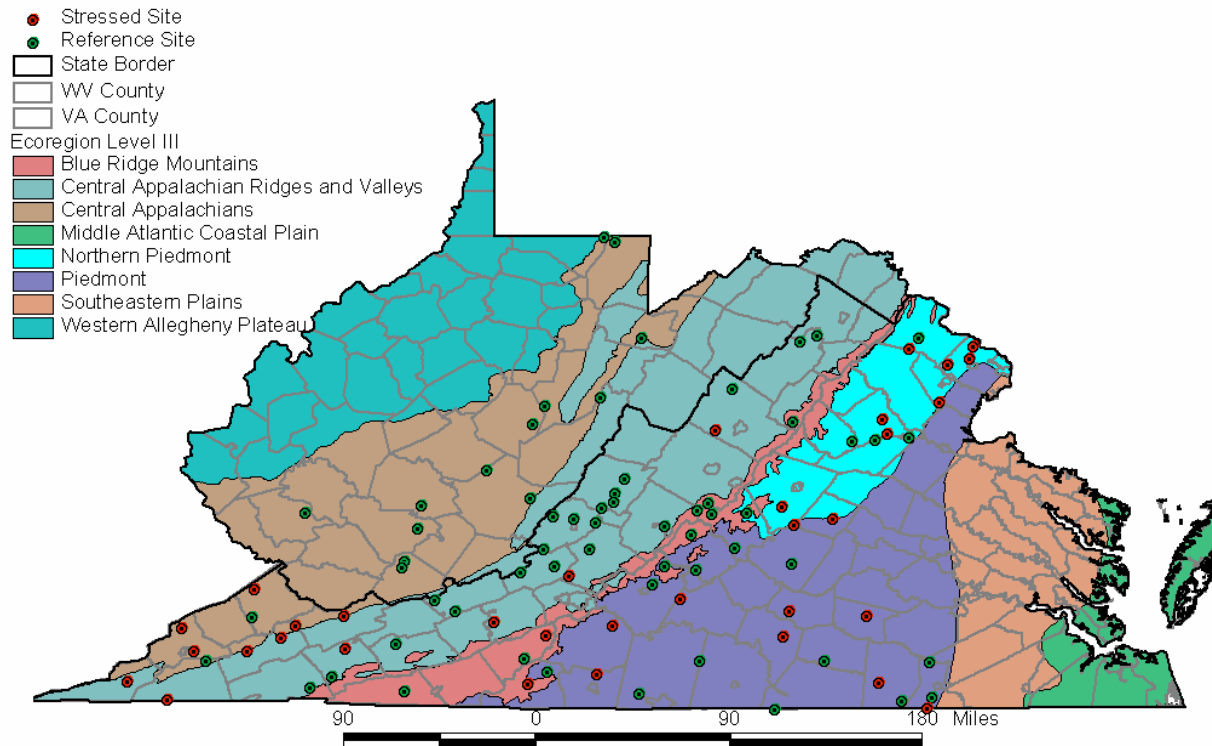 Stressed Site
Reference Site
State Border
WV County
VA County
Ecoregion Level III
Blue Ridge Mountains
Central Appalachian Ridges and Valleys
Central Appalachians
Middle Atlantic Coastal Plain
Northern Piedmont
Piedmont
Southeastern Plains
Western Allegheny Plateau
90 0 90 180 Miles